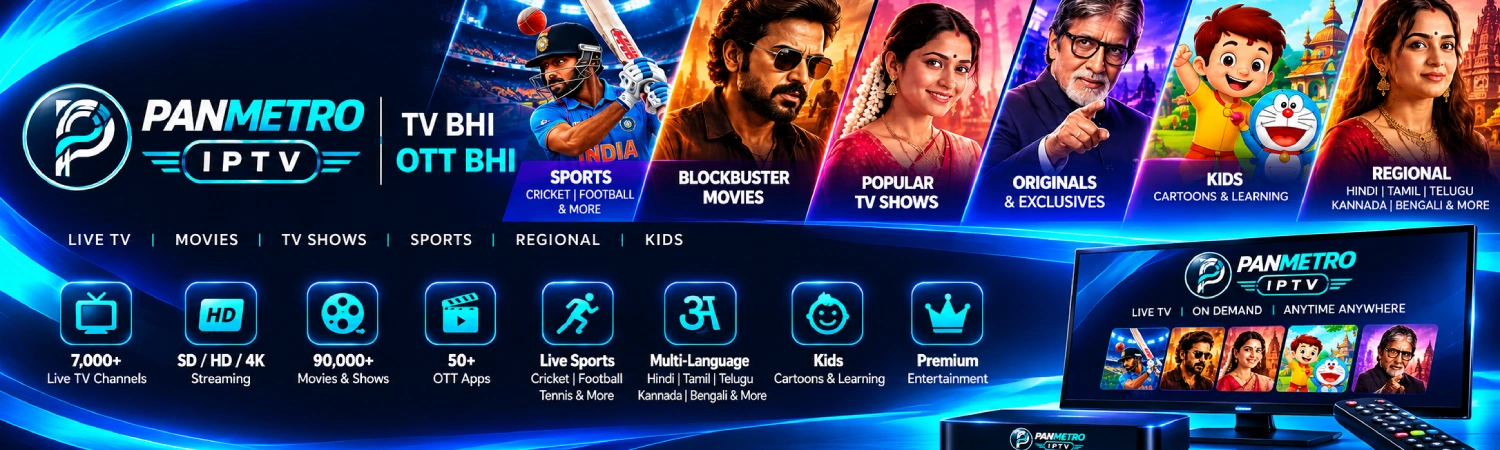 PANMETRO
IPTV
TV BHI
OTT BHI
INDIA
SPORTS
CRICKET | FOOTBALL
& MORE
BLOCKBUSTER
MOVIES
POPULAR
TV SHOWS
ORIGINALS
& EXCLUSIVES
KIDS
CARTOONS & LEARNING
REGIONAL
HINDI | TAMIL | TELUGU
KANNADA | BENGALI & MORE
LIVE TV | MOVIES | TV SHOWS | SPORTS | REGIONAL | KIDS
HD
अ
7,000+
Live TV Channels
SD / HD / 4K
Streaming
90,000+
Movies & Shows
50+
OTT Apps
Live Sports
Cricket | Football
Tennis & More
Multi-Language
Hindi | Tamil | Telugu
Kannada | Bengali & More
Kids
Cartoons & Learning
Premium
Entertainment
PANMETRO
IPTV
LIVE TV | ON DEMAND | ANYTIME ANYWHERE
PANMETRO
IPTV